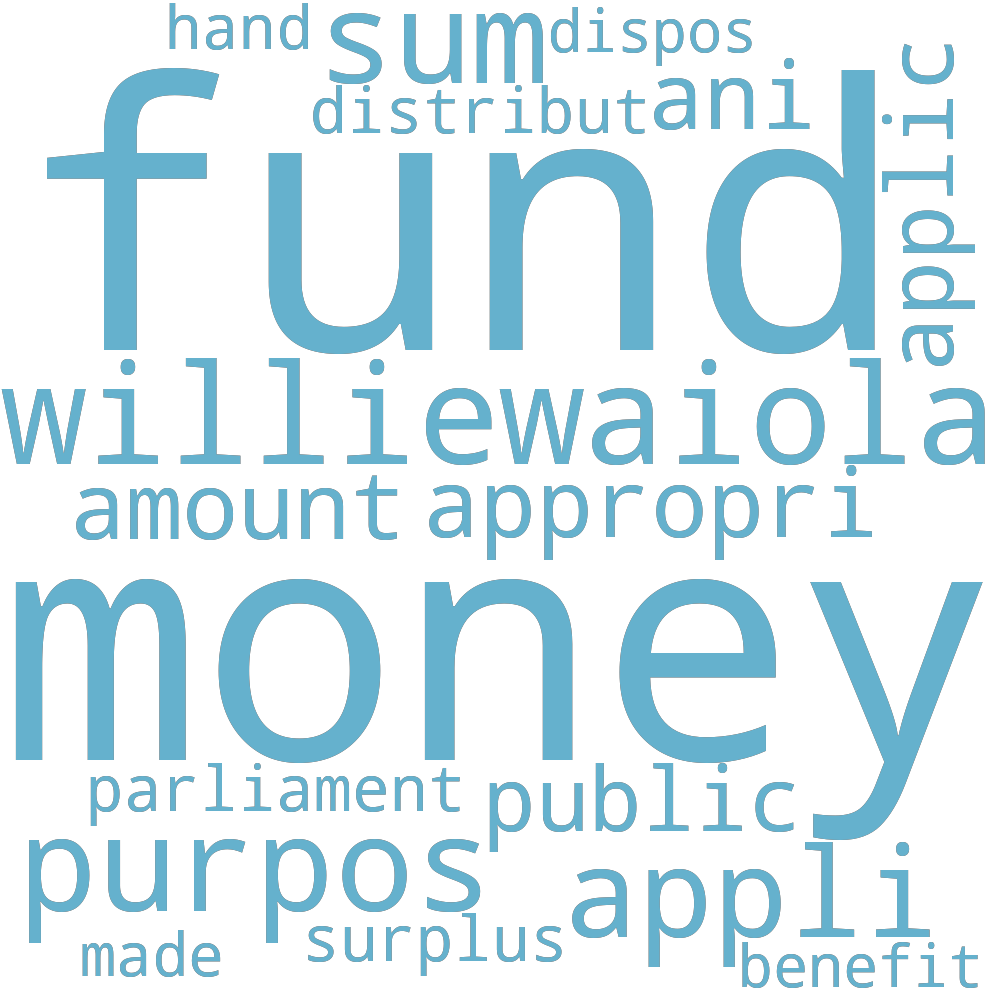 hand sum dispos
distribut ani
applic
fund
williewaiola
amount appropri
money
parliament public
purpos appli
made surplus benefit